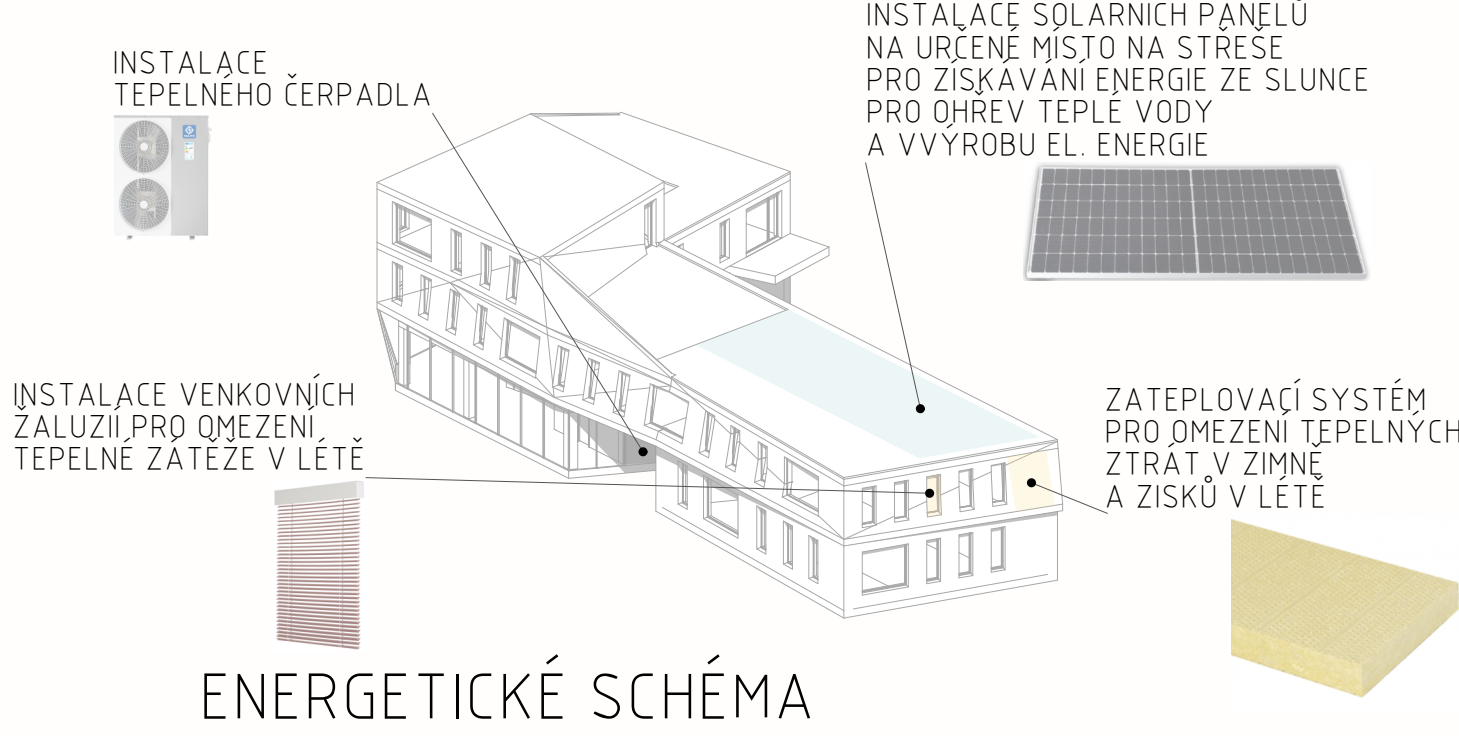 INSTALACE
TEPELNÉHO ČERPADLA
INSTALACE SOLÁRNÍCH PANELŮ
NA URČENÉ MÍSTO NA STŘEŠE
PRO ZÍSKÁVÁNÍ ENERGIE ZE SLUNCE
PRO OHŘEV TEPLÉ VODY
A VVÝROBU EL. ENERGIE
INSTALACE VENKOVNÍCH
ŽALUZIÍ PRO OMEZENÍ
TEPELNÉ ZÁTĚŽE V LÉTĚ
ZATEPLOVACÍ SYSTÉM
PRO OMEZENÍ TEPELNÝCH
ZTRÁT V ZIMNĚ
A ZISKŮ V LÉTĚ
ENERGETICKÉ SCHÉMA